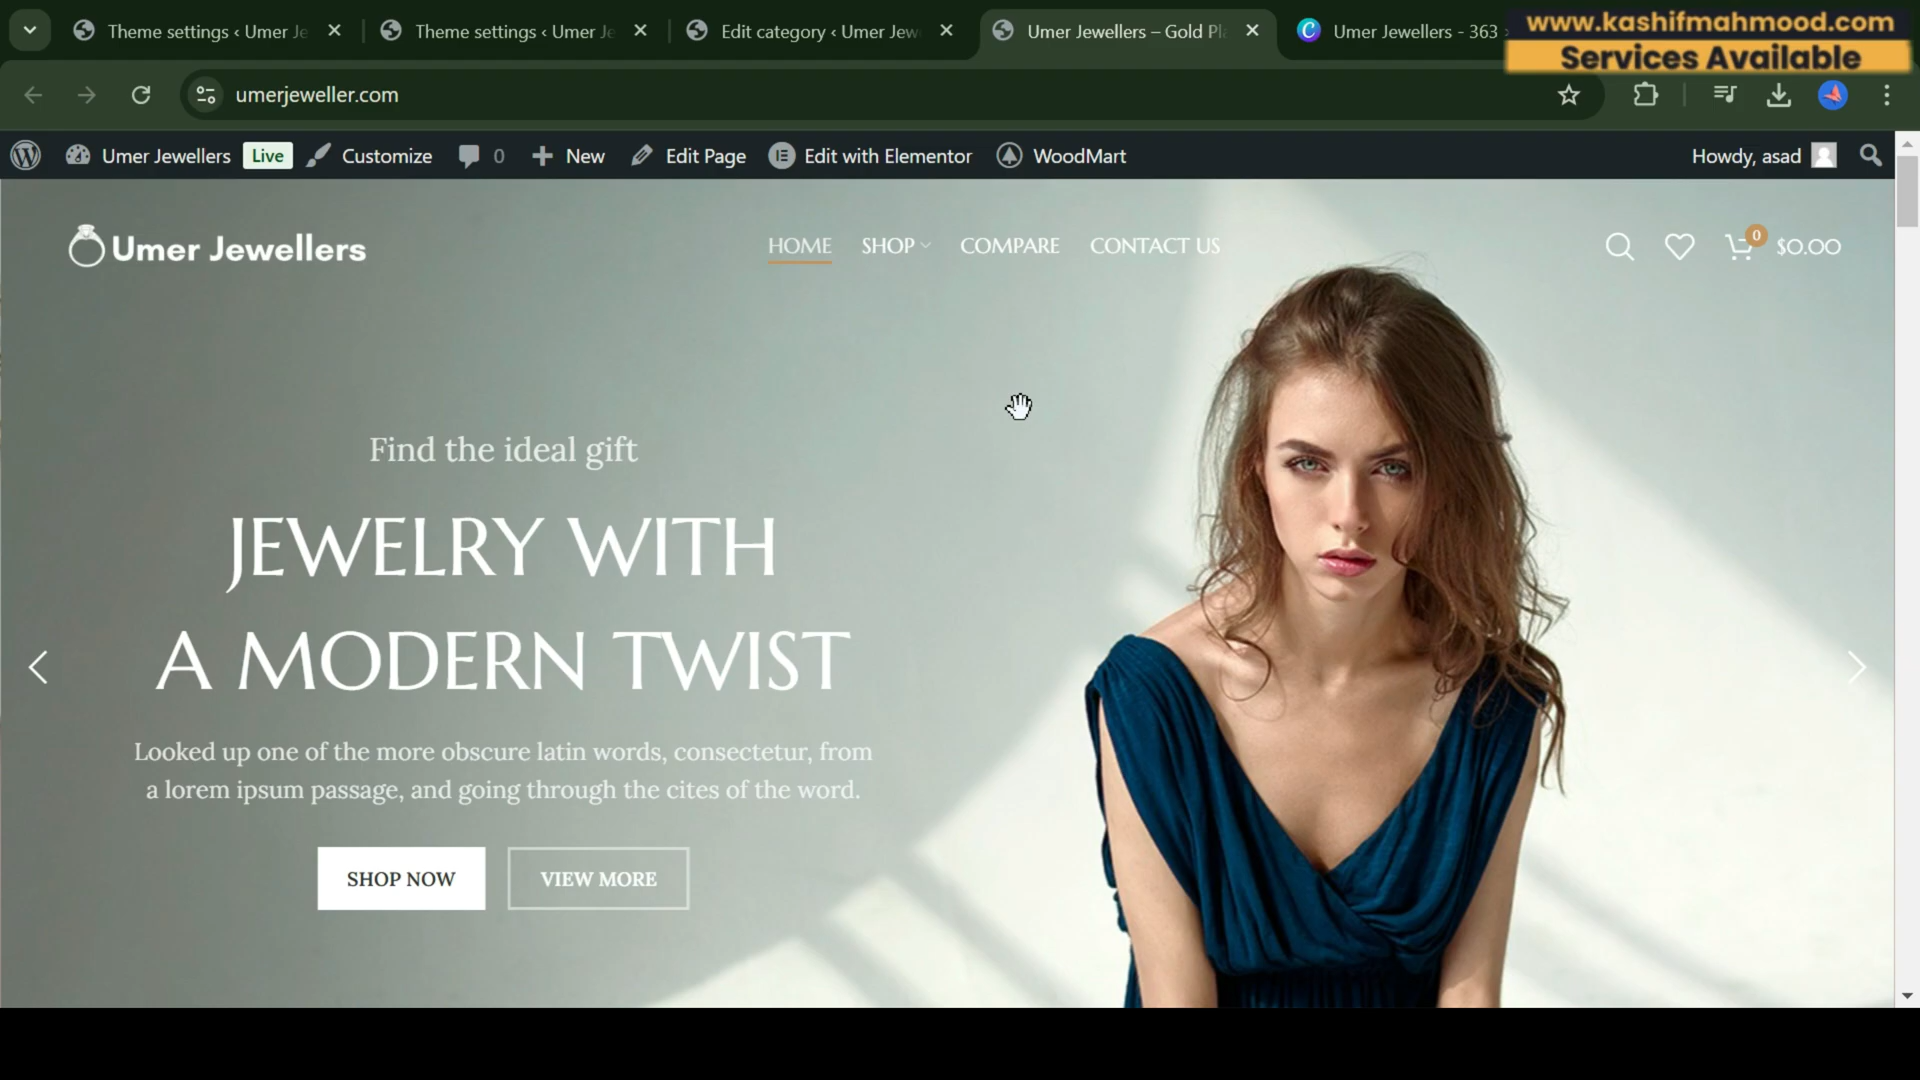 Theme settings ‹ Umer Je
Theme settings ‹ Umer Je
Edit category ‹ Umer Jew
Umer Jewellers – Gold Pl
Umer Jewellers - 363
www.kashifmahmood.com
Services Available
umerjeweller.com
Umer Jewellers
Live
Customize
0
New
Edit Page
Edit with Elementor
WoodMart
Howdy, asad
Umer Jewellers
HOME
SHOP
COMPARE
CONTACT US
0
$0.00
Find the ideal gift
JEWELRY WITH
A MODERN TWIST
Looked up one of the more obscure latin words, consectetur, from
a lorem ipsum passage, and going through the cites of the word.
SHOP NOW
VIEW MORE